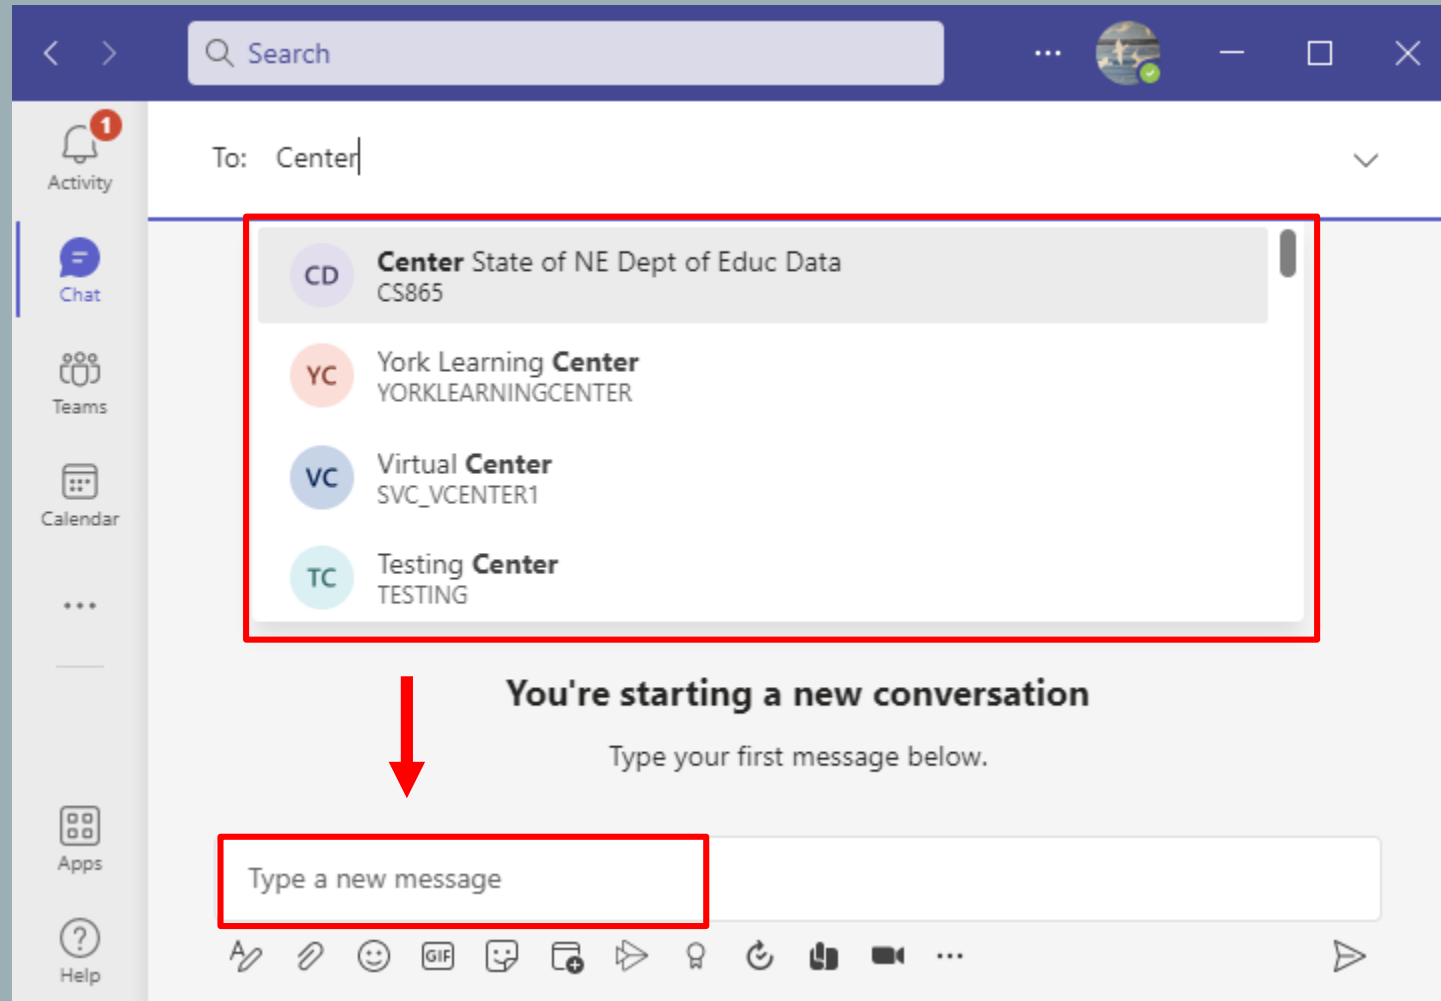 Search
1
Activity
To: Center
Chat
CD
Center State of NE Dept of Educ Data
CS865
YC
York Learning Center
YORKLEARNINGCENTER
Teams
VC
Virtual Center
SVC_VCENTER1
Calendar
TC
Testing Center
TESTING
You're starting a new conversation
Type your first message below.
Apps
Type a new message
GIF
Help